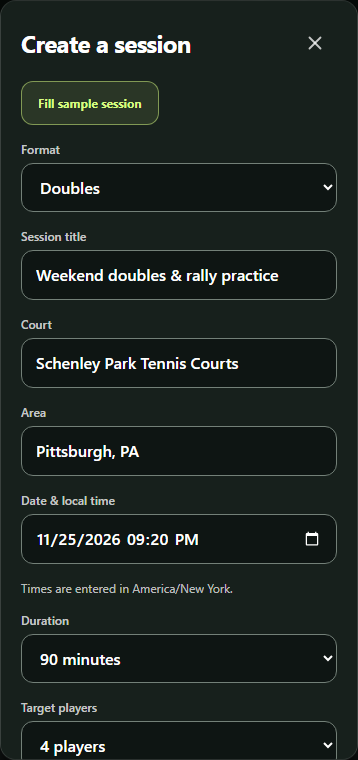 Create a session
Fill sample session
Format
Doubles
Session title
Weekend doubles & rally practice
Court
Schenley Park Tennis Courts
Area
Pittsburgh, PA
Date & local time
11/25/2026 09:20 PM
Times are entered in America/New York.
Duration
90 minutes
Target players
4 players